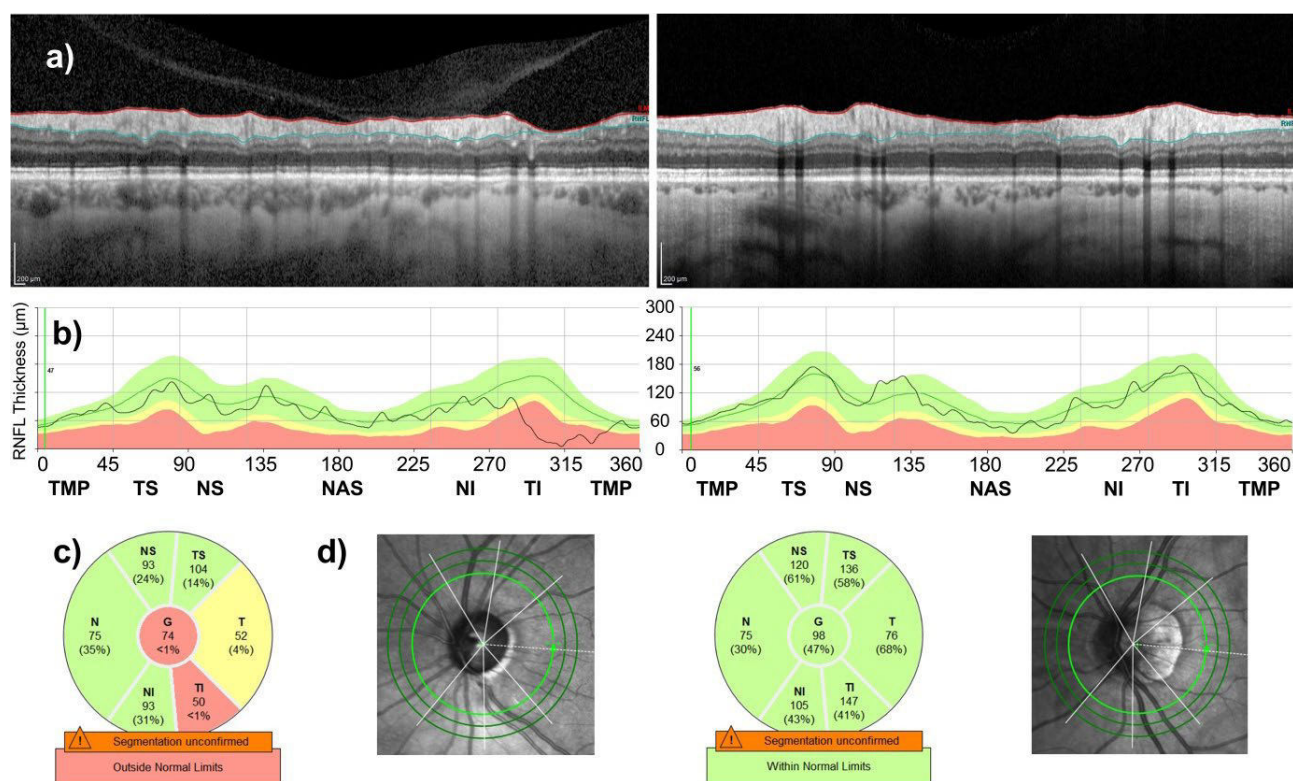 a)
200 µm
200 µm
b)
RNFL Thickness (µm)
47
0 45 90 135 180 225 270 315 360
TMP TS NS NAS NI TI TMP
300
240
180
120
60
0
56
0 45 90 135 180 225 270 315 360
TMP TS NS NAS NI TI TMP
c)
NS
93
(24%)
TS
104
(14%)
N
75
(35%)
G
74
<1%
T
52
(4%)
NI
93
(31%)
TI
50
<1%
Segmentation unconfirmed
Outside Normal Limits
d)
NS
120
(61%)
TS
136
(58%)
N
75
(30%)
G
98
(47%)
T
76
(68%)
NI
105
(43%)
TI
147
(41%)
Segmentation unconfirmed
Within Normal Limits